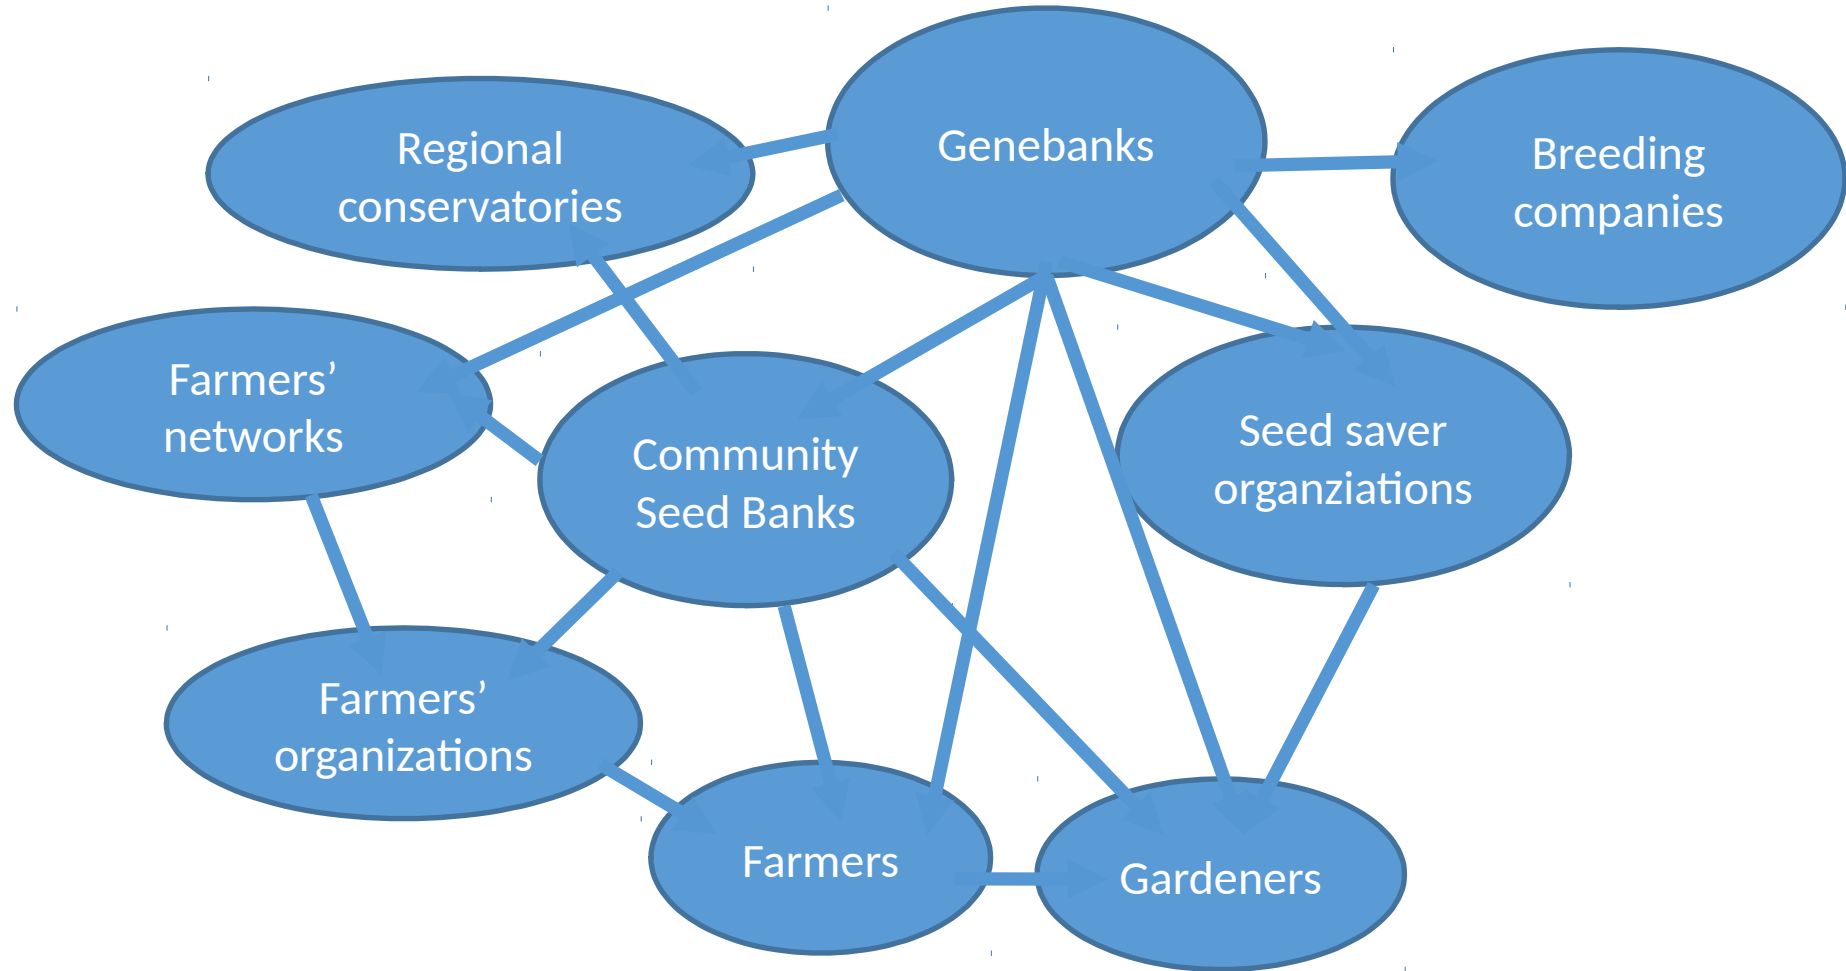 Genebanks
Regional
conservatories
Breeding
companies
Farmers’
networks
Community
Seed Banks
Seed saver
organziations
Farmers’
organizations
Farmers
Gardeners